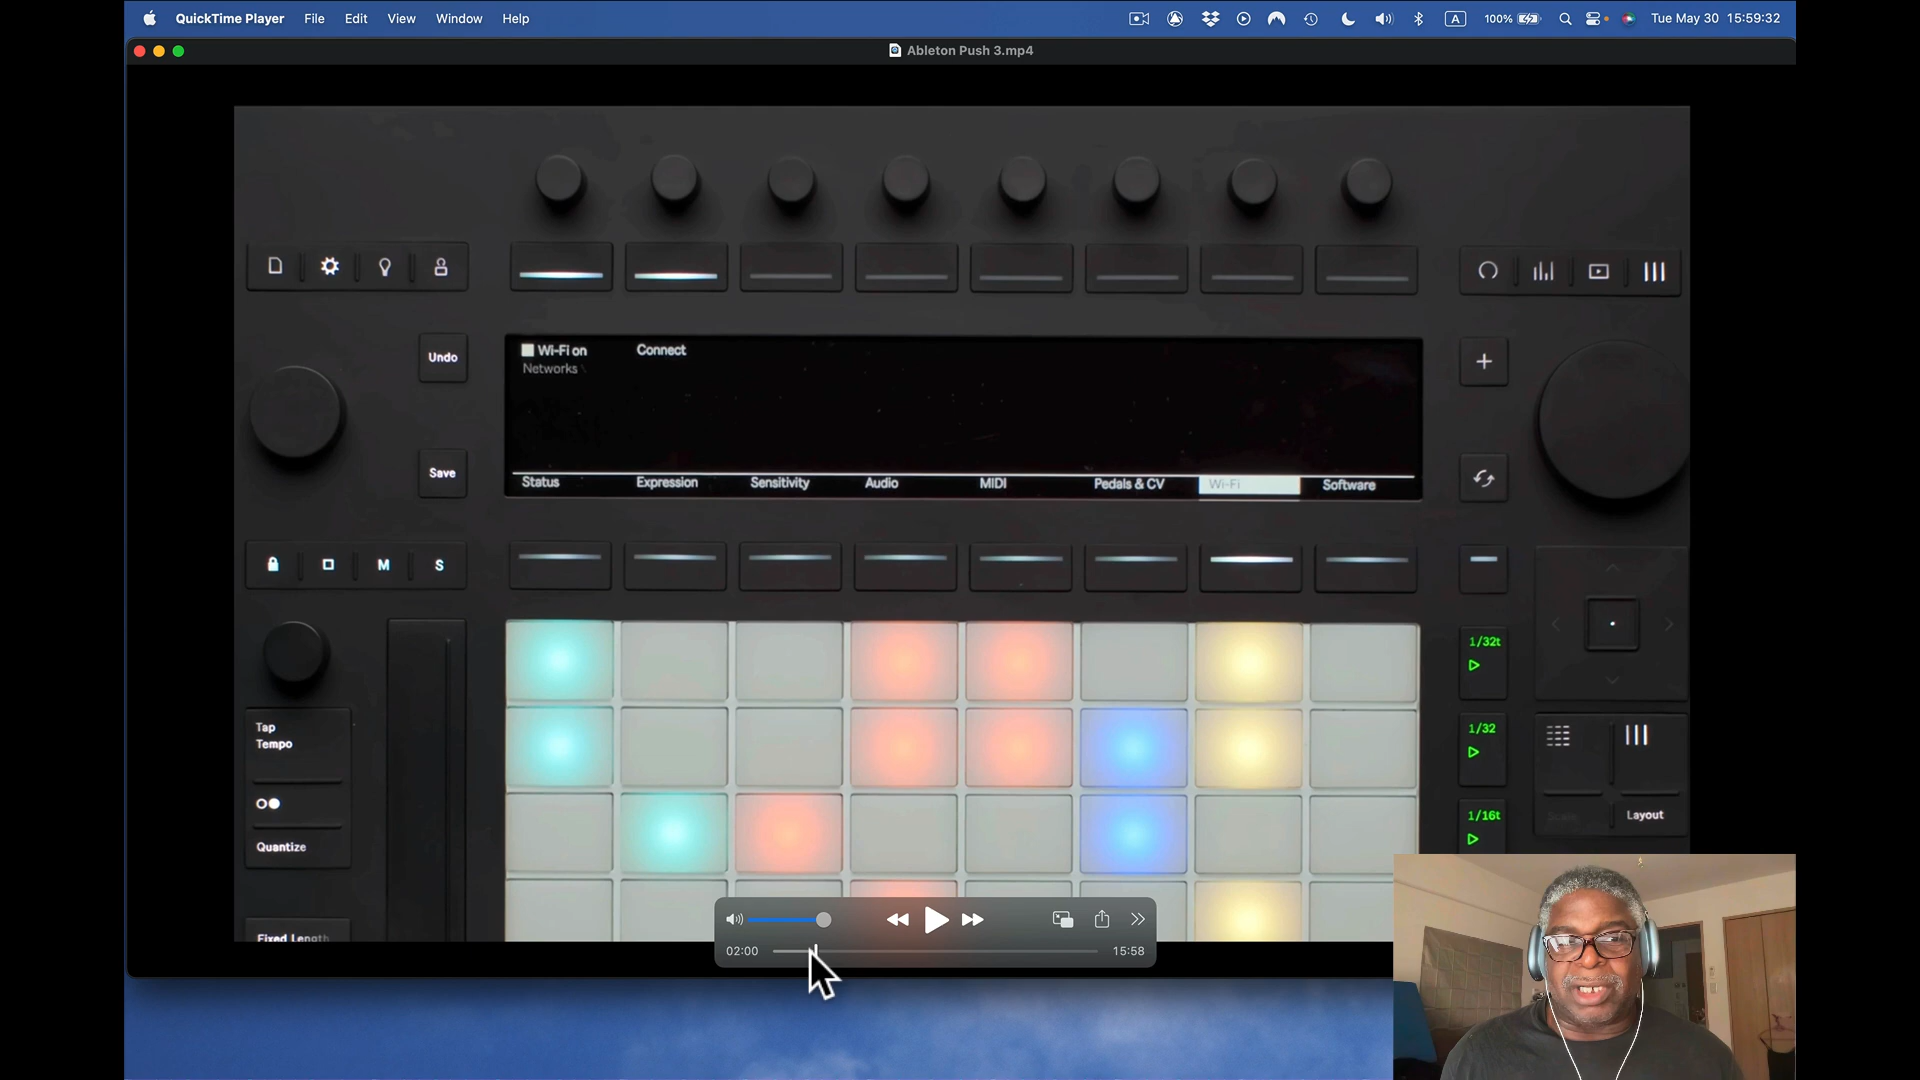 QuickTime Player File Edit View Window Help
A 100% Tue May 30 15:59:32
Ableton Push 3.mp4
Undo
Wi-Fi on Connect
Networks
Save
Status Expression Sensitivity Audio MIDI Pedals & CV Wi-Fi Software
M S
1/32t
Tap
Tempo
1/32
1/16t
Layout
Quantize
Fixed Length
02:00 15:58